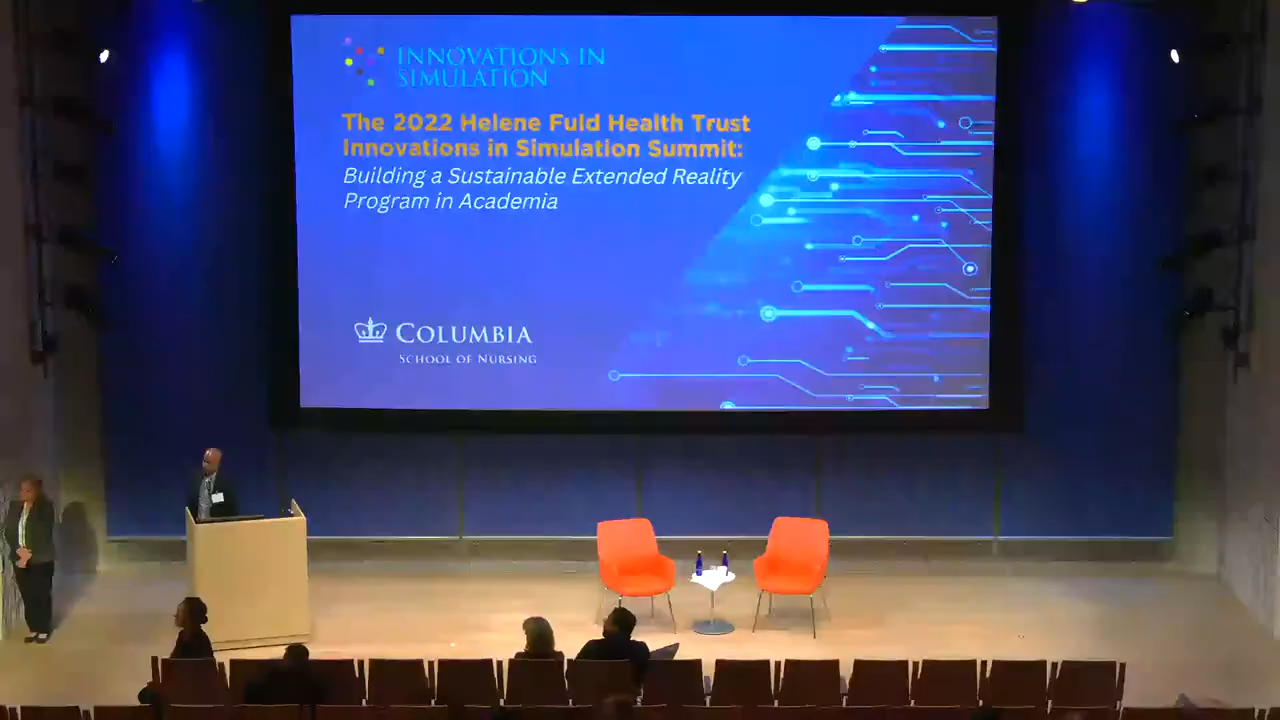 INNOVATIONS IN
SIMULATION
The 2022 Helene Fuld Health Trust
Innovations in Simulation Summit:
Building a Sustainable Extended Reality
Program in Academia
COLUMBIA
SCHOOL OF NURSING